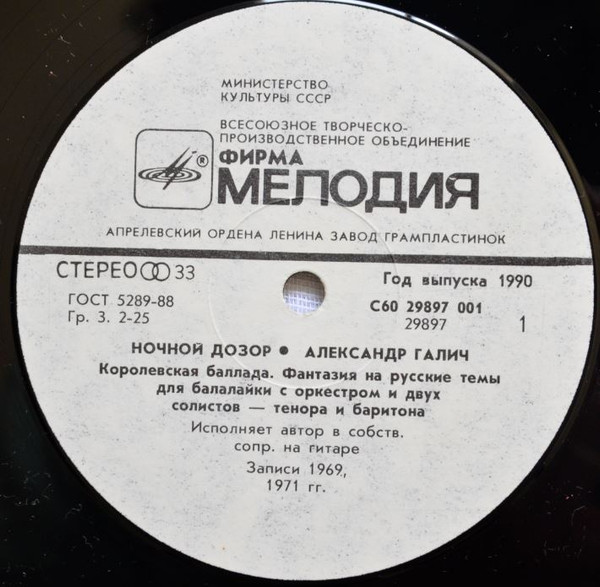 МИНИСТЕРСТВО
КУЛЬТУРЫ СССР
ВСЕСОЮЗНОЕ ТВОРЧЕСКО-
ПРОИЗВОДСТВЕННОЕ ОБЪЕДИНЕНИЕ
®
ФИРМА
МЕЛОДИЯ
АПРЕЛЕВСКИЙ ОРДЕНА ЛЕНИНА ЗАВОД ГРАМПЛАСТИНОК
СТЕРЕО 33
Год выпуска 1990
ГОСТ 5289-88
Гр. 3. 2-25
С60 29897 001
29897
1
НОЧНОЙ ДОЗОР ● АЛЕКСАНДР ГАЛИЧ
Королевская баллада. Фантазия на русские темы
для балалайки с оркестром и двух
солистов — тенора и баритона
Исполняет автор в собств.
сопр. на гитаре
Записи 1969,
1971 гг.